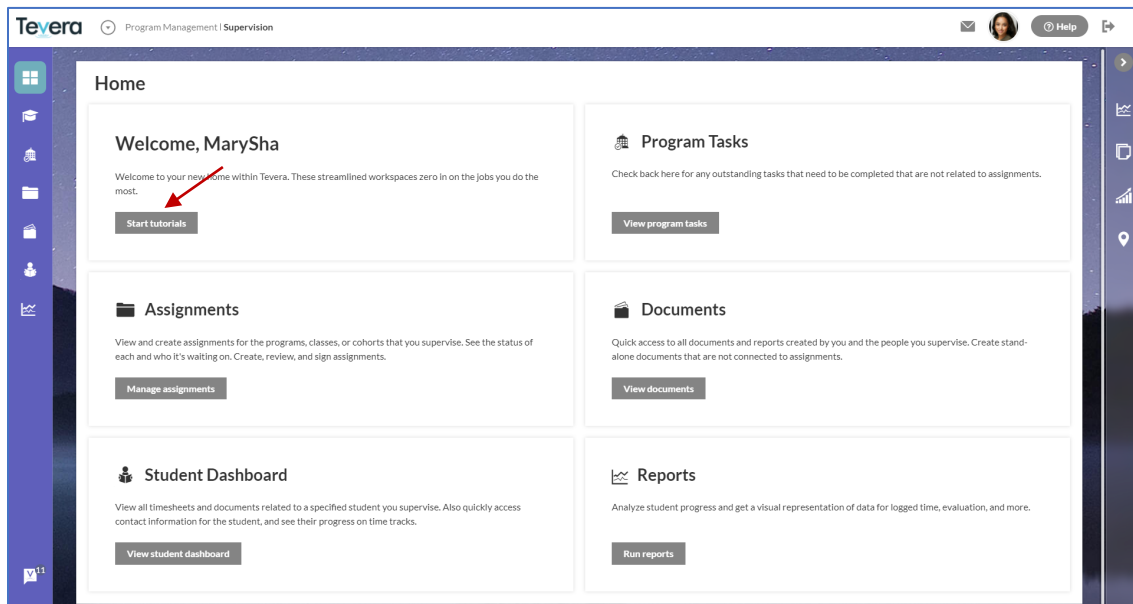 Tevera
Program Management | Supervision
Help
Home
Welcome, MarySha
Welcome to your new home within Tevera. These streamlined workspaces zero in on the jobs you do the
most.
Start tutorials
Program Tasks
Check back here for any outstanding tasks that need to be completed that are not related to assignments.
View program tasks
Assignments
View and create assignments for the programs, classes, or cohorts that you supervise. See the status of
each and who it's waiting on. Create, review, and sign assignments.
Manage assignments
Documents
Quick access to all documents and reports created by you and the people you supervise. Create stand-
alone documents that are not connected to assignments.
View documents
Student Dashboard
View all timesheets and documents related to a specified student you supervise. Also quickly access
contact information for the student, and see their progress on time tracks.
View student dashboard
Reports
Analyze student progress and get a visual representation of data for logged time, evaluation, and more.
Run reports
V 11